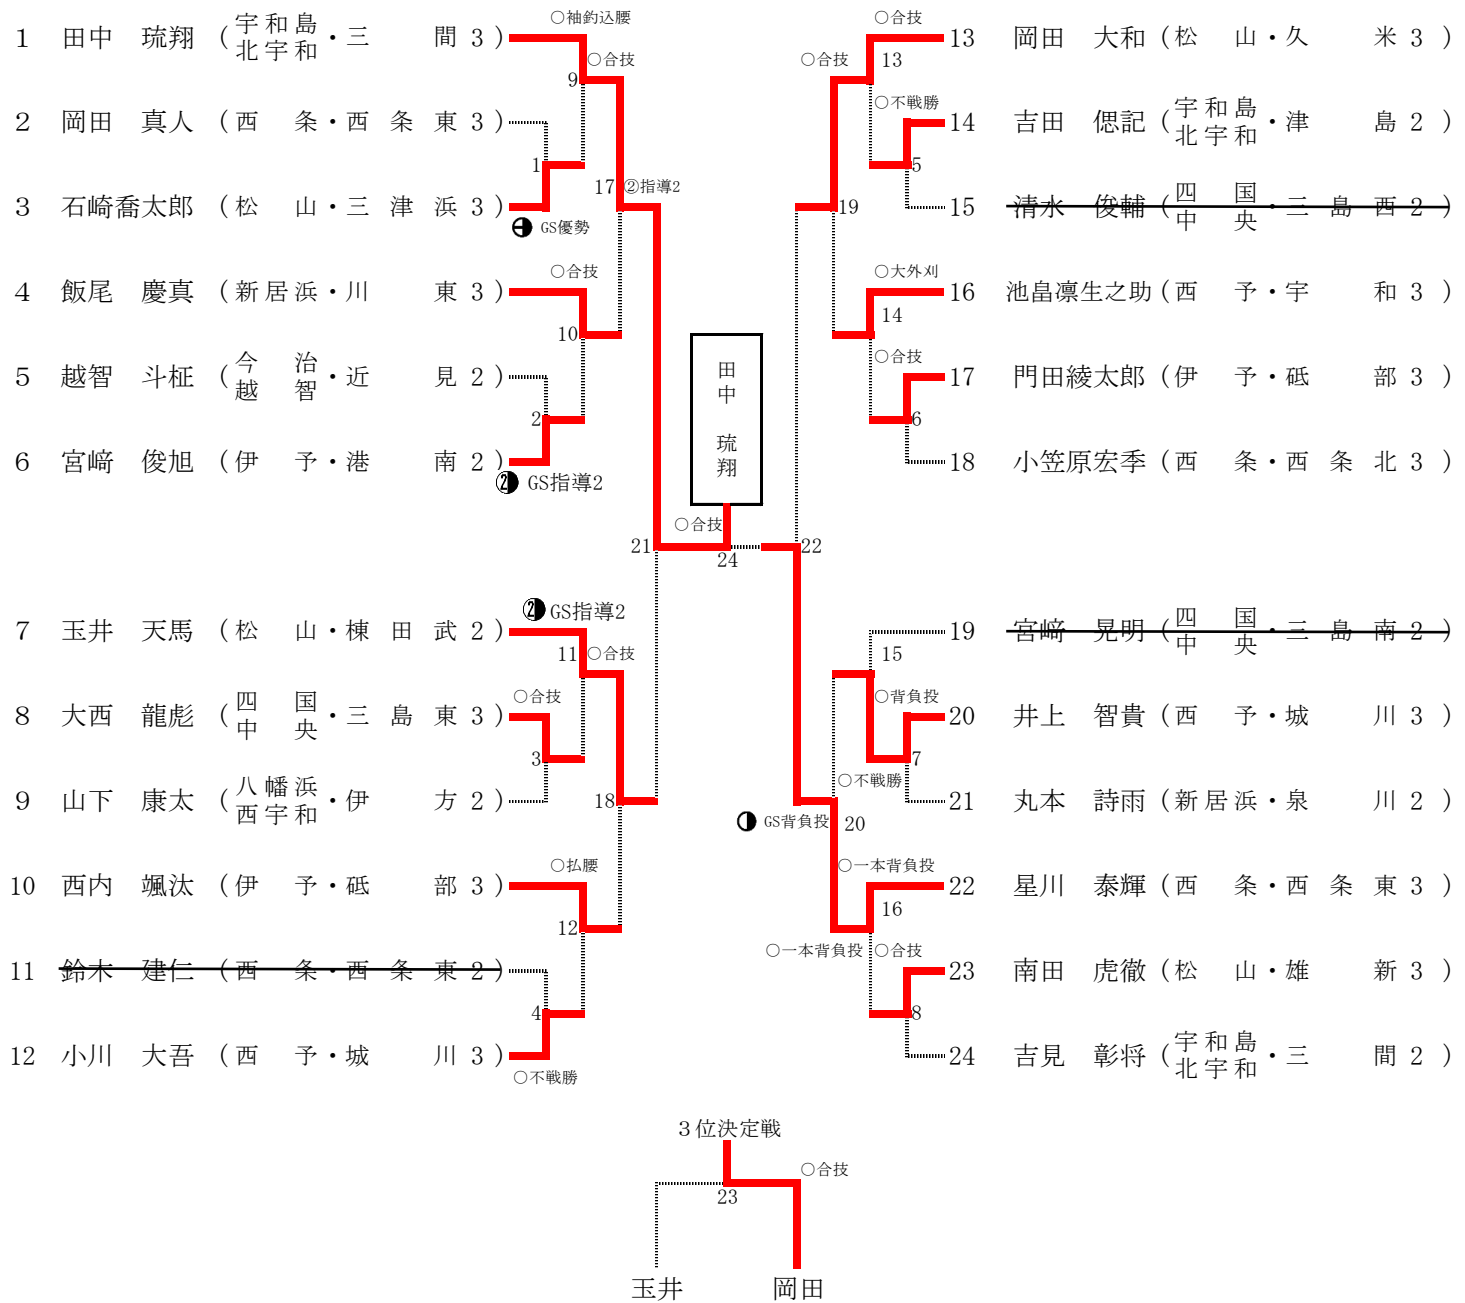 1 田中 琉翔 (宇和島北宇和・三 間 3)
○袖釣込腰
○合技
9
2 岡田 真人 (西 条・西 条 東 3)
1
17 ②指導2
3 石崎喬太郎 (松 山・三 津 浜 3)
GS優勢
○合技
4 飯尾 慶真 (新居浜・川 東 3)
10
5 越智 斗柾 (今 治越 智・近 見 2)
2
6 宮﨑 俊旭 (伊 予・港 南 2)
② GS指導2
田中 琉翔
○合技
21
24
22
② GS指導2
7 玉井 天馬 (松 山・棟 田 武 2)
11 ○合技
○合技
8 大西 龍彪 (四 国中 央・三 島 東 3)
3
9 山下 康太 (八幡浜西宇和・伊 方 2)
18
○払腰
10 西内 颯汰 (伊 予・砥 部 3)
12
11 鈴木 建仁 (西 条・西 条 東 2)
4
12 小川 大吾 (西 予・城 川 3)
○不戦勝
○合技
13 岡田 大和 (松 山・久 米 3)
○合技
13
○不戦勝
14 吉田 偲記 (宇和島北宇和・津 島 2)
5
15 清水 俊輔 (四 国中 央・三 島 西 2)
19
○大外刈
16 池畠凛生之助 (西 予・宇 和 3)
14
○合技
17 門田綾太郎 (伊 予・砥 部 3)
6
18 小笠原宏季 (西 条・西 条 北 3)
19 宮﨑 晃明 (四 国中 央・三 島 南 2)
15
○背負投
20 井上 智貴 (西 予・城 川 3)
7
○不戦勝
21 丸本 詩雨 (新居浜・泉 川 2)
GS背負投 20
○一本背負投
22 星川 泰輝 (西 条・西 条 東 3)
16
○一本背負投 ○合技
23 南田 虎徹 (松 山・雄 新 3)
8
24 吉見 彰将 (宇和島北宇和・三 間 2)
3位決定戦
○合技
23
玉井 岡田